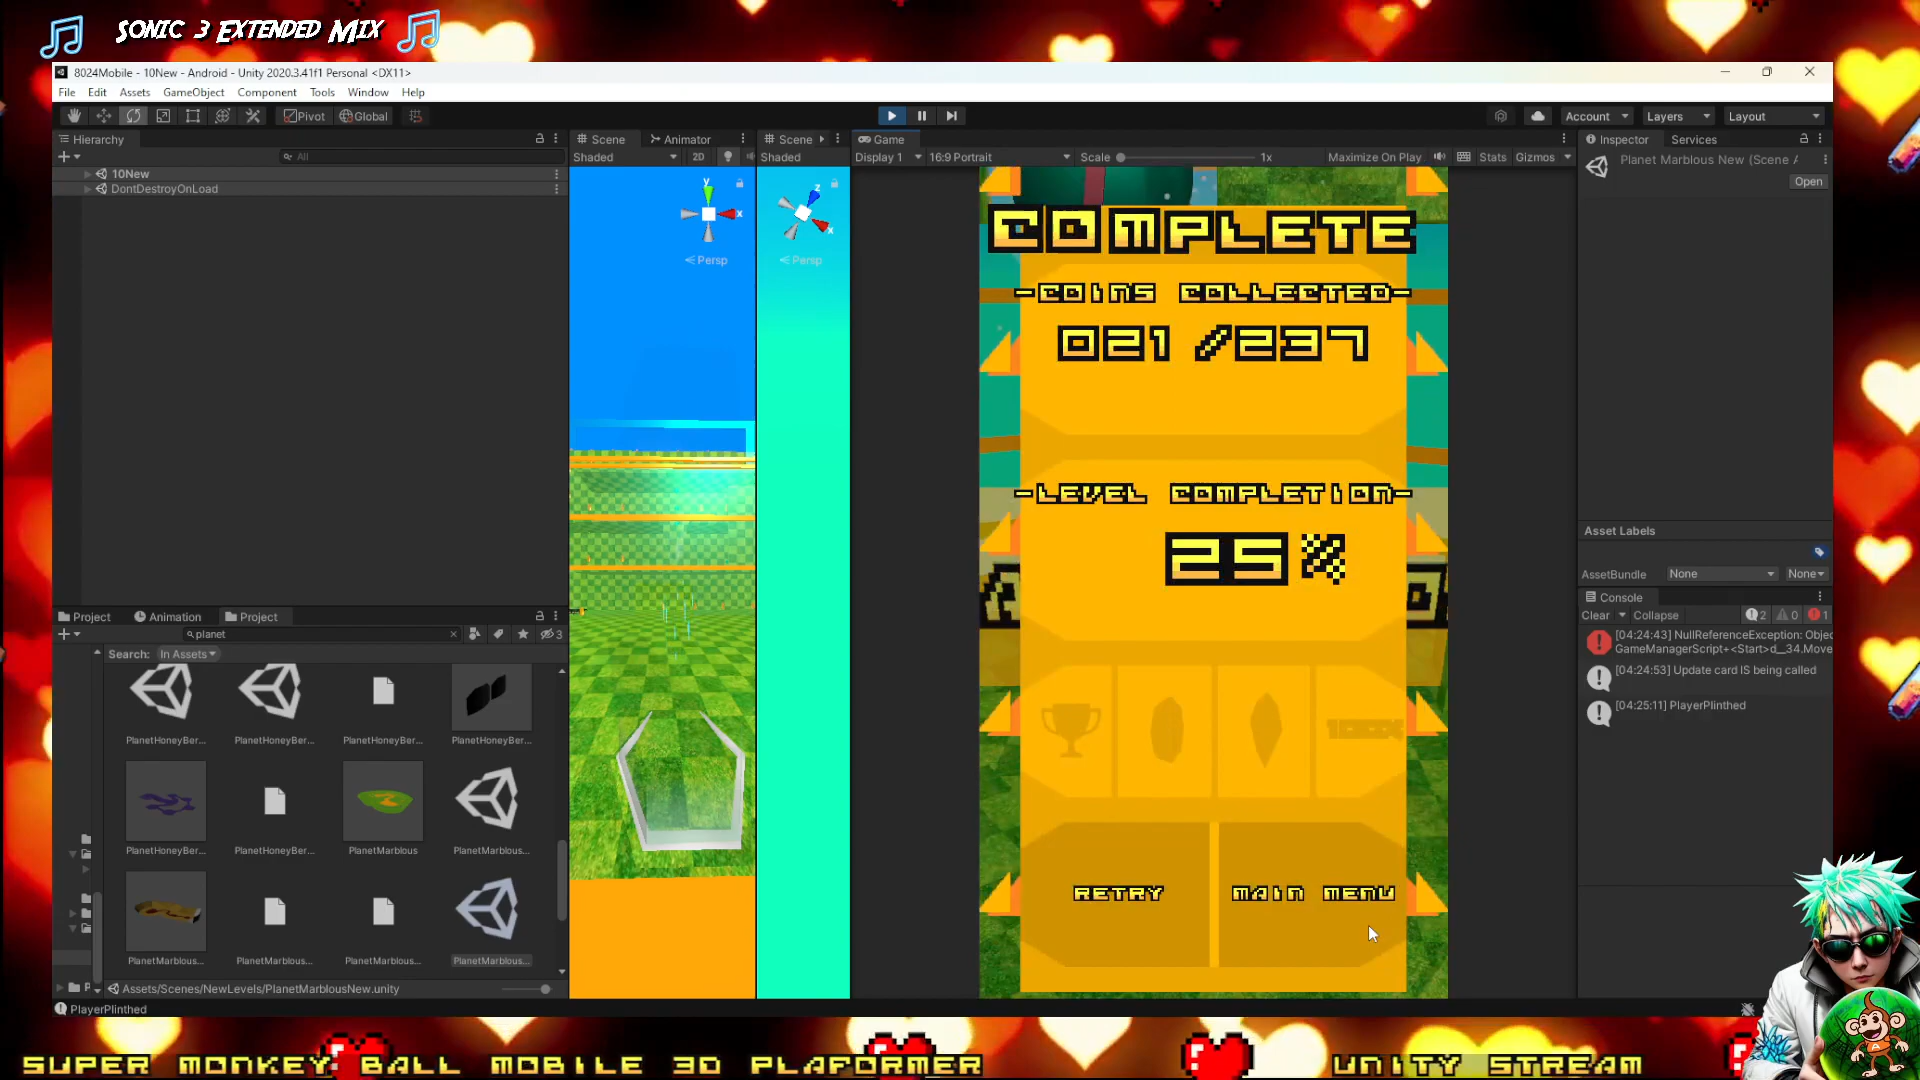 Sonic 3 Extended Mix
8024Mobile - 10New - Android - Unity 2020.3.41f1 Personal <DX11>
File Edit Assets GameObject Component Tools Window Help
Pivot Global Account Layers Layout
Hierarchy Scene Animator Scene Game Inspector Services
All Shaded 2D Shaded Display 1 16:9 Portrait Scale 1x Maximize On Play Stats Gizmos Planet Marblous New (Scene
Open
10New
DontDestroyOnLoad
y x z x
Persp Persp
COMPLETE
-COINS COLLECTED-
021 /237
-LEVEL COMPLETION-
25%
RETRY MAIN MENU
Asset Labels
AssetBundle None None
Console
Clear Collapse 2 0 1
[04:24:43] NullReferenceException: Objec
GameManagerScript+<Start>d__34.Move
[04:24:53] Update card IS being called
[04:25:11] PlayerPlinthed
Project Animation Project
planet 3
Search: In Assets
PlanetHoneyBer... PlanetHoneyBer... PlanetHoneyBer... PlanetHoneyBer...
PlanetHoneyBer... PlanetHoneyBer... PlanetMarblous PlanetMarblous...
PlanetMarblous... PlanetMarblous... PlanetMarblous... PlanetMarblous...
Assets/Scenes/NewLevels/PlanetMarblousNew.unity
PlayerPlinthed
SUPER MONKEY BALL MOBILE 3D PLAFORMER UNITY STREAM